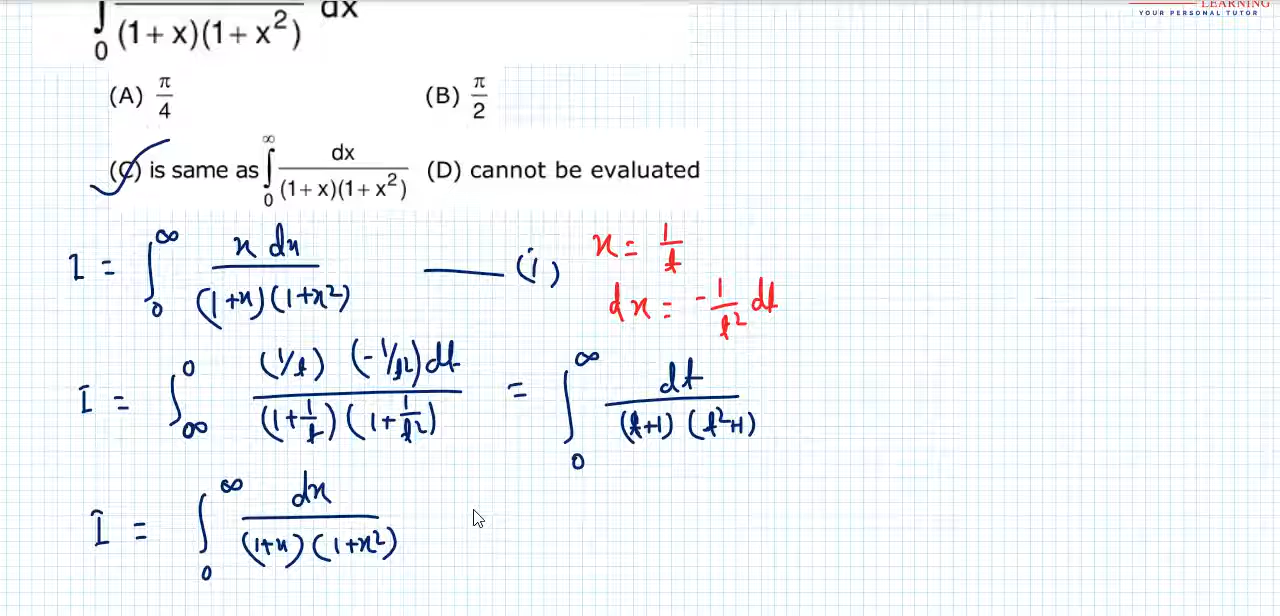 LEARNING
YOUR PERSONAL TUTOR
∫₀ (1+x)(1+x²) dx
(A) π/4 (B) π/2
(C) is same as ∫₀^∞ dx/((1+x)(1+x²)) (D) cannot be evaluated
I = ∫₀^∞ x dx/((1+x)(1+x²)) —— (i) x = 1/t
dx = -1/t² dt
I = ∫_∞^0 (1/t) (-1/t²)dt/((1+1/t)(1+1/t²)) = ∫₀^∞ dt/((t+1)(t²+1))
I = ∫₀^∞ dx/((1+x)(1+x²))